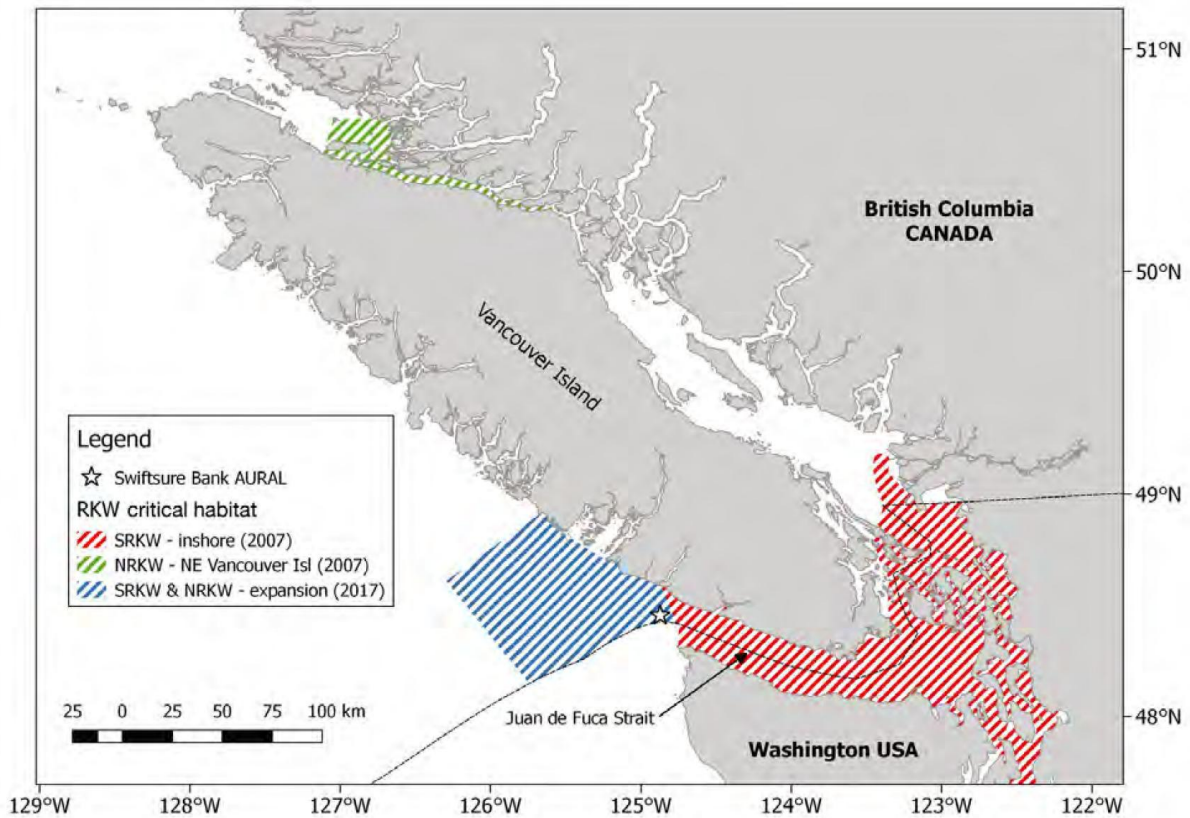 51°N
British Columbia
CANADA
50°N
Vancouver Island
Legend
Swiftsure Bank AURAL
RKW critical habitat
SRKW - inshore (2007)
NRKW - NE Vancouver Isl (2007)
SRKW & NRKW - expansion (2017)
49°N
25 0 25 50 75 100 km
Juan de Fuca Strait
48°N
Washington USA
129°W 128°W 127°W 126°W 125°W 124°W 123°W 122°W